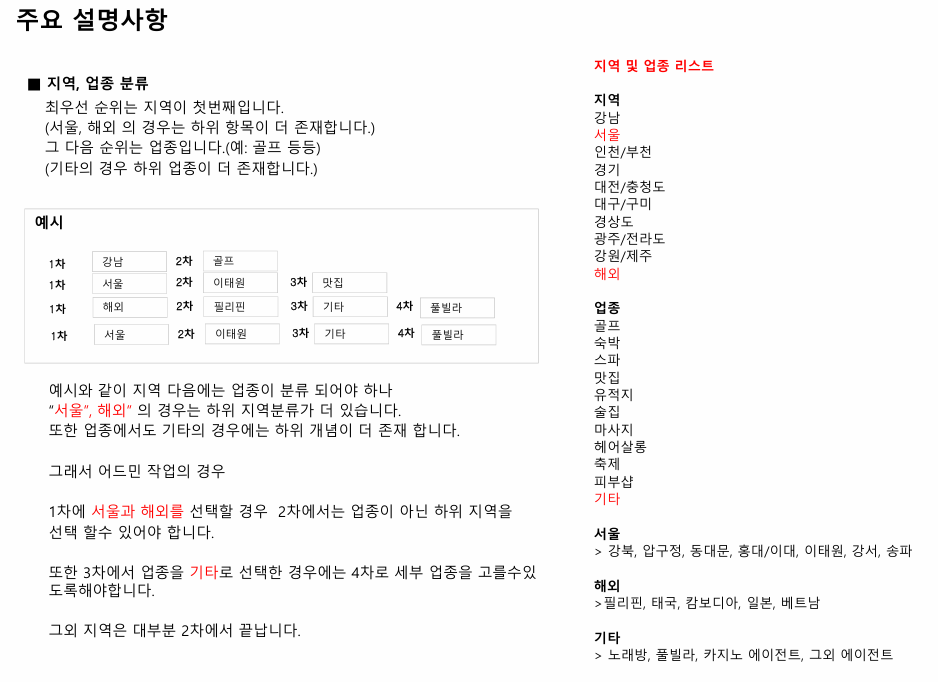 주요 설명사항
■ 지역, 업종 분류
최우선 순위는 지역이 첫번째입니다.
(서울, 해외 의 경우는 하위 항목이 더 존재합니다.)
그 다음 순위는 업종입니다.(예: 골프 등등)
(기타의 경우 하위 업종이 더 존재합니다.)
예시
1차 강남 2차 골프
1차 서울 2차 이태원 3차 맛집
1차 해외 2차 필리핀 3차 기타 4차 풀빌라
1차 서울 2차 이태원 3차 기타 4차 풀빌라
예시와 같이 지역 다음에는 업종이 분류 되어야 하나
“서울”, 해외” 의 경우는 하위 지역분류가 더 있습니다.
또한 업종에서도 기타의 경우에는 하위 개념이 더 존재 합니다.
그래서 어드민 작업의 경우
1차에 서울과 해외를 선택할 경우 2차에서는 업종이 아닌 하위 지역을
선택 할수 있어야 합니다.
또한 3차에서 업종을 기타로 선택한 경우에는 4차로 세부 업종을 고를수있
도록해야합니다.
그외 지역은 대부분 2차에서 끝납니다.
지역 및 업종 리스트
지역
강남
서울
인천/부천
경기
대전/충청도
대구/구미
경상도
광주/전라도
강원/제주
해외
업종
골프
숙박
스파
맛집
유적지
술집
마사지
헤어살롱
축제
피부샵
기타
서울
> 강북, 압구정, 동대문, 홍대/이대, 이태원, 강서, 송파
해외
>필리핀, 태국, 캄보디아, 일본, 베트남
기타
> 노래방, 풀빌라, 카지노 에이전트, 그외 에이전트